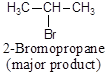 H₃C—CH—CH₃
Br
2-Bromopropane
(major product)